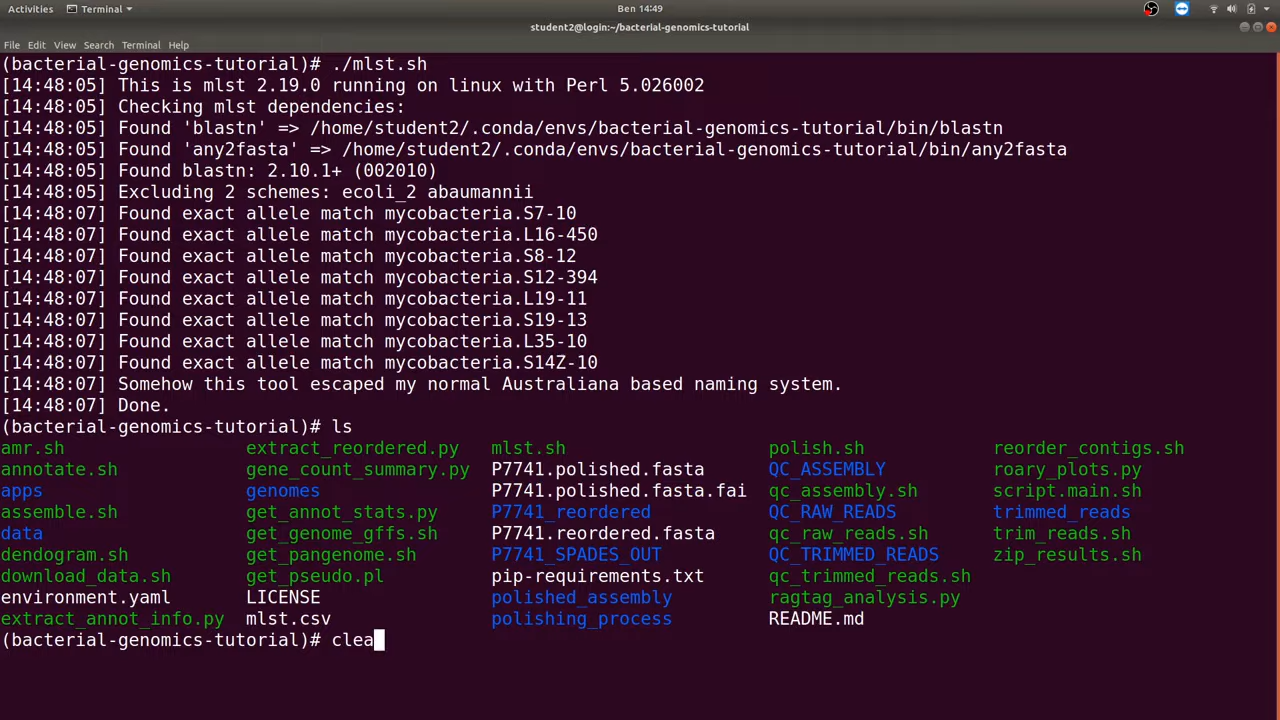 Activities Terminal Ben 14:49
student2@login:~/bacterial-genomics-tutorial
File Edit View Search Terminal Help
(bacterial-genomics-tutorial)# ./mlst.sh
[14:48:05] This is mlst 2.19.0 running on linux with Perl 5.026002
[14:48:05] Checking mlst dependencies:
[14:48:05] Found 'blastn' => /home/student2/.conda/envs/bacterial-genomics-tutorial/bin/blastn
[14:48:05] Found 'any2fasta' => /home/student2/.conda/envs/bacterial-genomics-tutorial/bin/any2fasta
[14:48:05] Found blastn: 2.10.1+ (002010)
[14:48:05] Excluding 2 schemes: ecoli_2 abaumannii
[14:48:07] Found exact allele match mycobacteria.S7-10
[14:48:07] Found exact allele match mycobacteria.L16-450
[14:48:07] Found exact allele match mycobacteria.S8-12
[14:48:07] Found exact allele match mycobacteria.S12-394
[14:48:07] Found exact allele match mycobacteria.L19-11
[14:48:07] Found exact allele match mycobacteria.S19-13
[14:48:07] Found exact allele match mycobacteria.L35-10
[14:48:07] Found exact allele match mycobacteria.S14Z-10
[14:48:07] Somehow this tool escaped my normal Australiana based naming system.
[14:48:07] Done.
(bacterial-genomics-tutorial)# ls
amr.sh extract_reordered.py mlst.sh polish.sh reorder_contigs.sh
annotate.sh gene_count_summary.py P7741.polished.fasta QC_ASSEMBLY roary_plots.py
apps genomes P7741.polished.fasta.fai qc_assembly.sh script.main.sh
assemble.sh get_annot_stats.py P7741_reordered QC_RAW_READS trimmed_reads
data get_genome_gffs.sh P7741.reordered.fasta qc_raw_reads.sh trim_reads.sh
dendogram.sh get_pangenome.sh P7741_SPADES_OUT QC_TRIMMED_READS zip_results.sh
download_data.sh get_pseudo.pl pip-requirements.txt qc_trimmed_reads.sh
environment.yaml LICENSE polished_assembly ragtag_analysis.py
extract_annot_info.py mlst.csv polishing_process README.md
(bacterial-genomics-tutorial)# clea